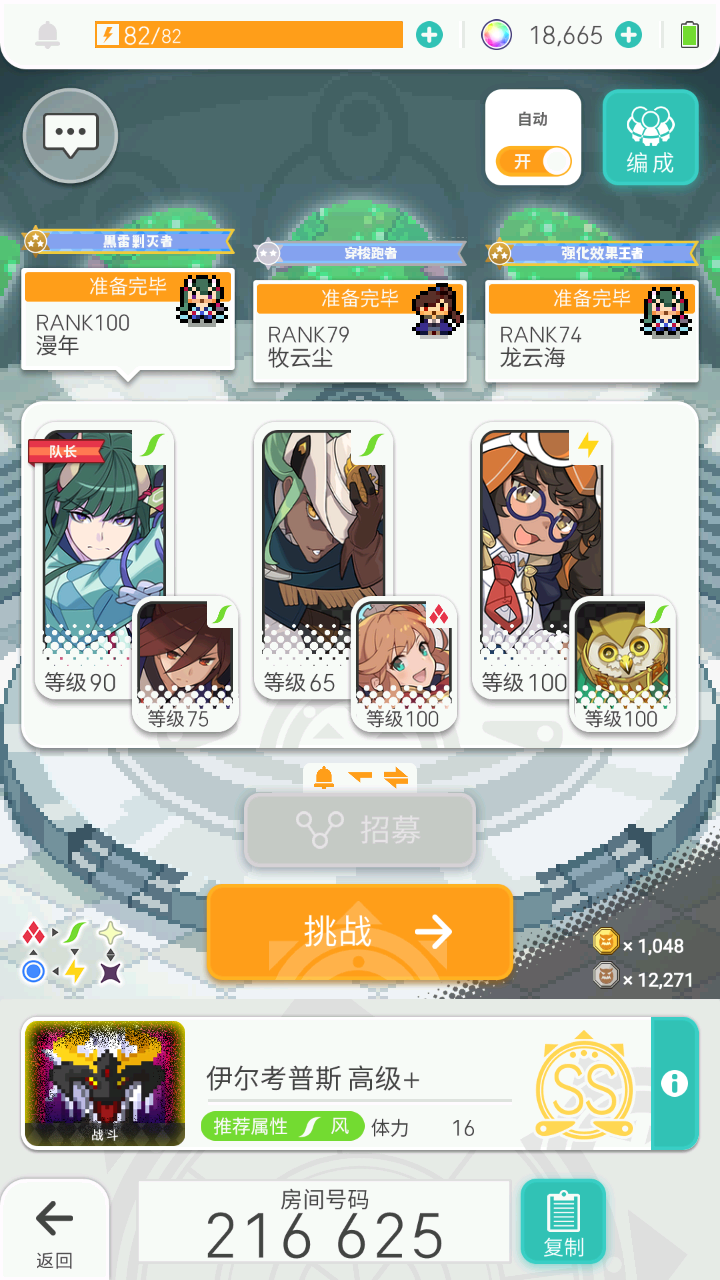 82/82
18,665
自动
开
编成
黑雷剿灭者
穿梭跑者
强化效果王者
准备完毕
准备完毕
准备完毕
RANK100
漫年
RANK79
牧云尘
RANK74
龙云海
队长
等级90
等级75
等级65
等级100
等级100
等级100
招募
挑战
× 1,048
× 12,271
战斗
伊尔考普斯 高级+
推荐属性 风 体力 16
SS
返回
房间号码
216 625
复制